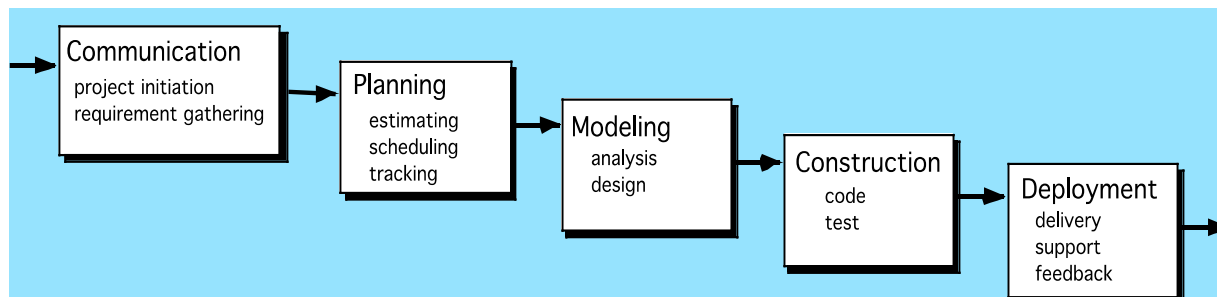 Communication
project initiation
requirement gathering
Planning
estimating
scheduling
tracking
Modeling
analysis
design
Construction
code
test
Deployment
delivery
support
feedback